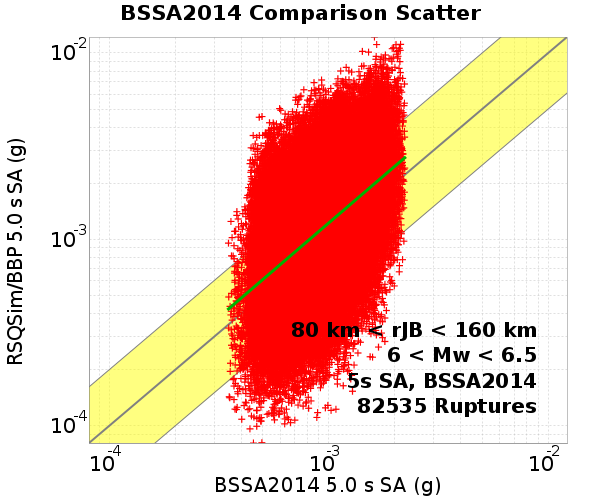 BSSA2014 Comparison Scatter
RSQSim/BBP 5.0 s SA (g)
10-2
10-3
10-4
80 km < rJB < 160 km
6 < Mw < 6.5
5s SA, BSSA2014
82535 Ruptures
10-4 10-3 10-2
BSSA2014 5.0 s SA (g)